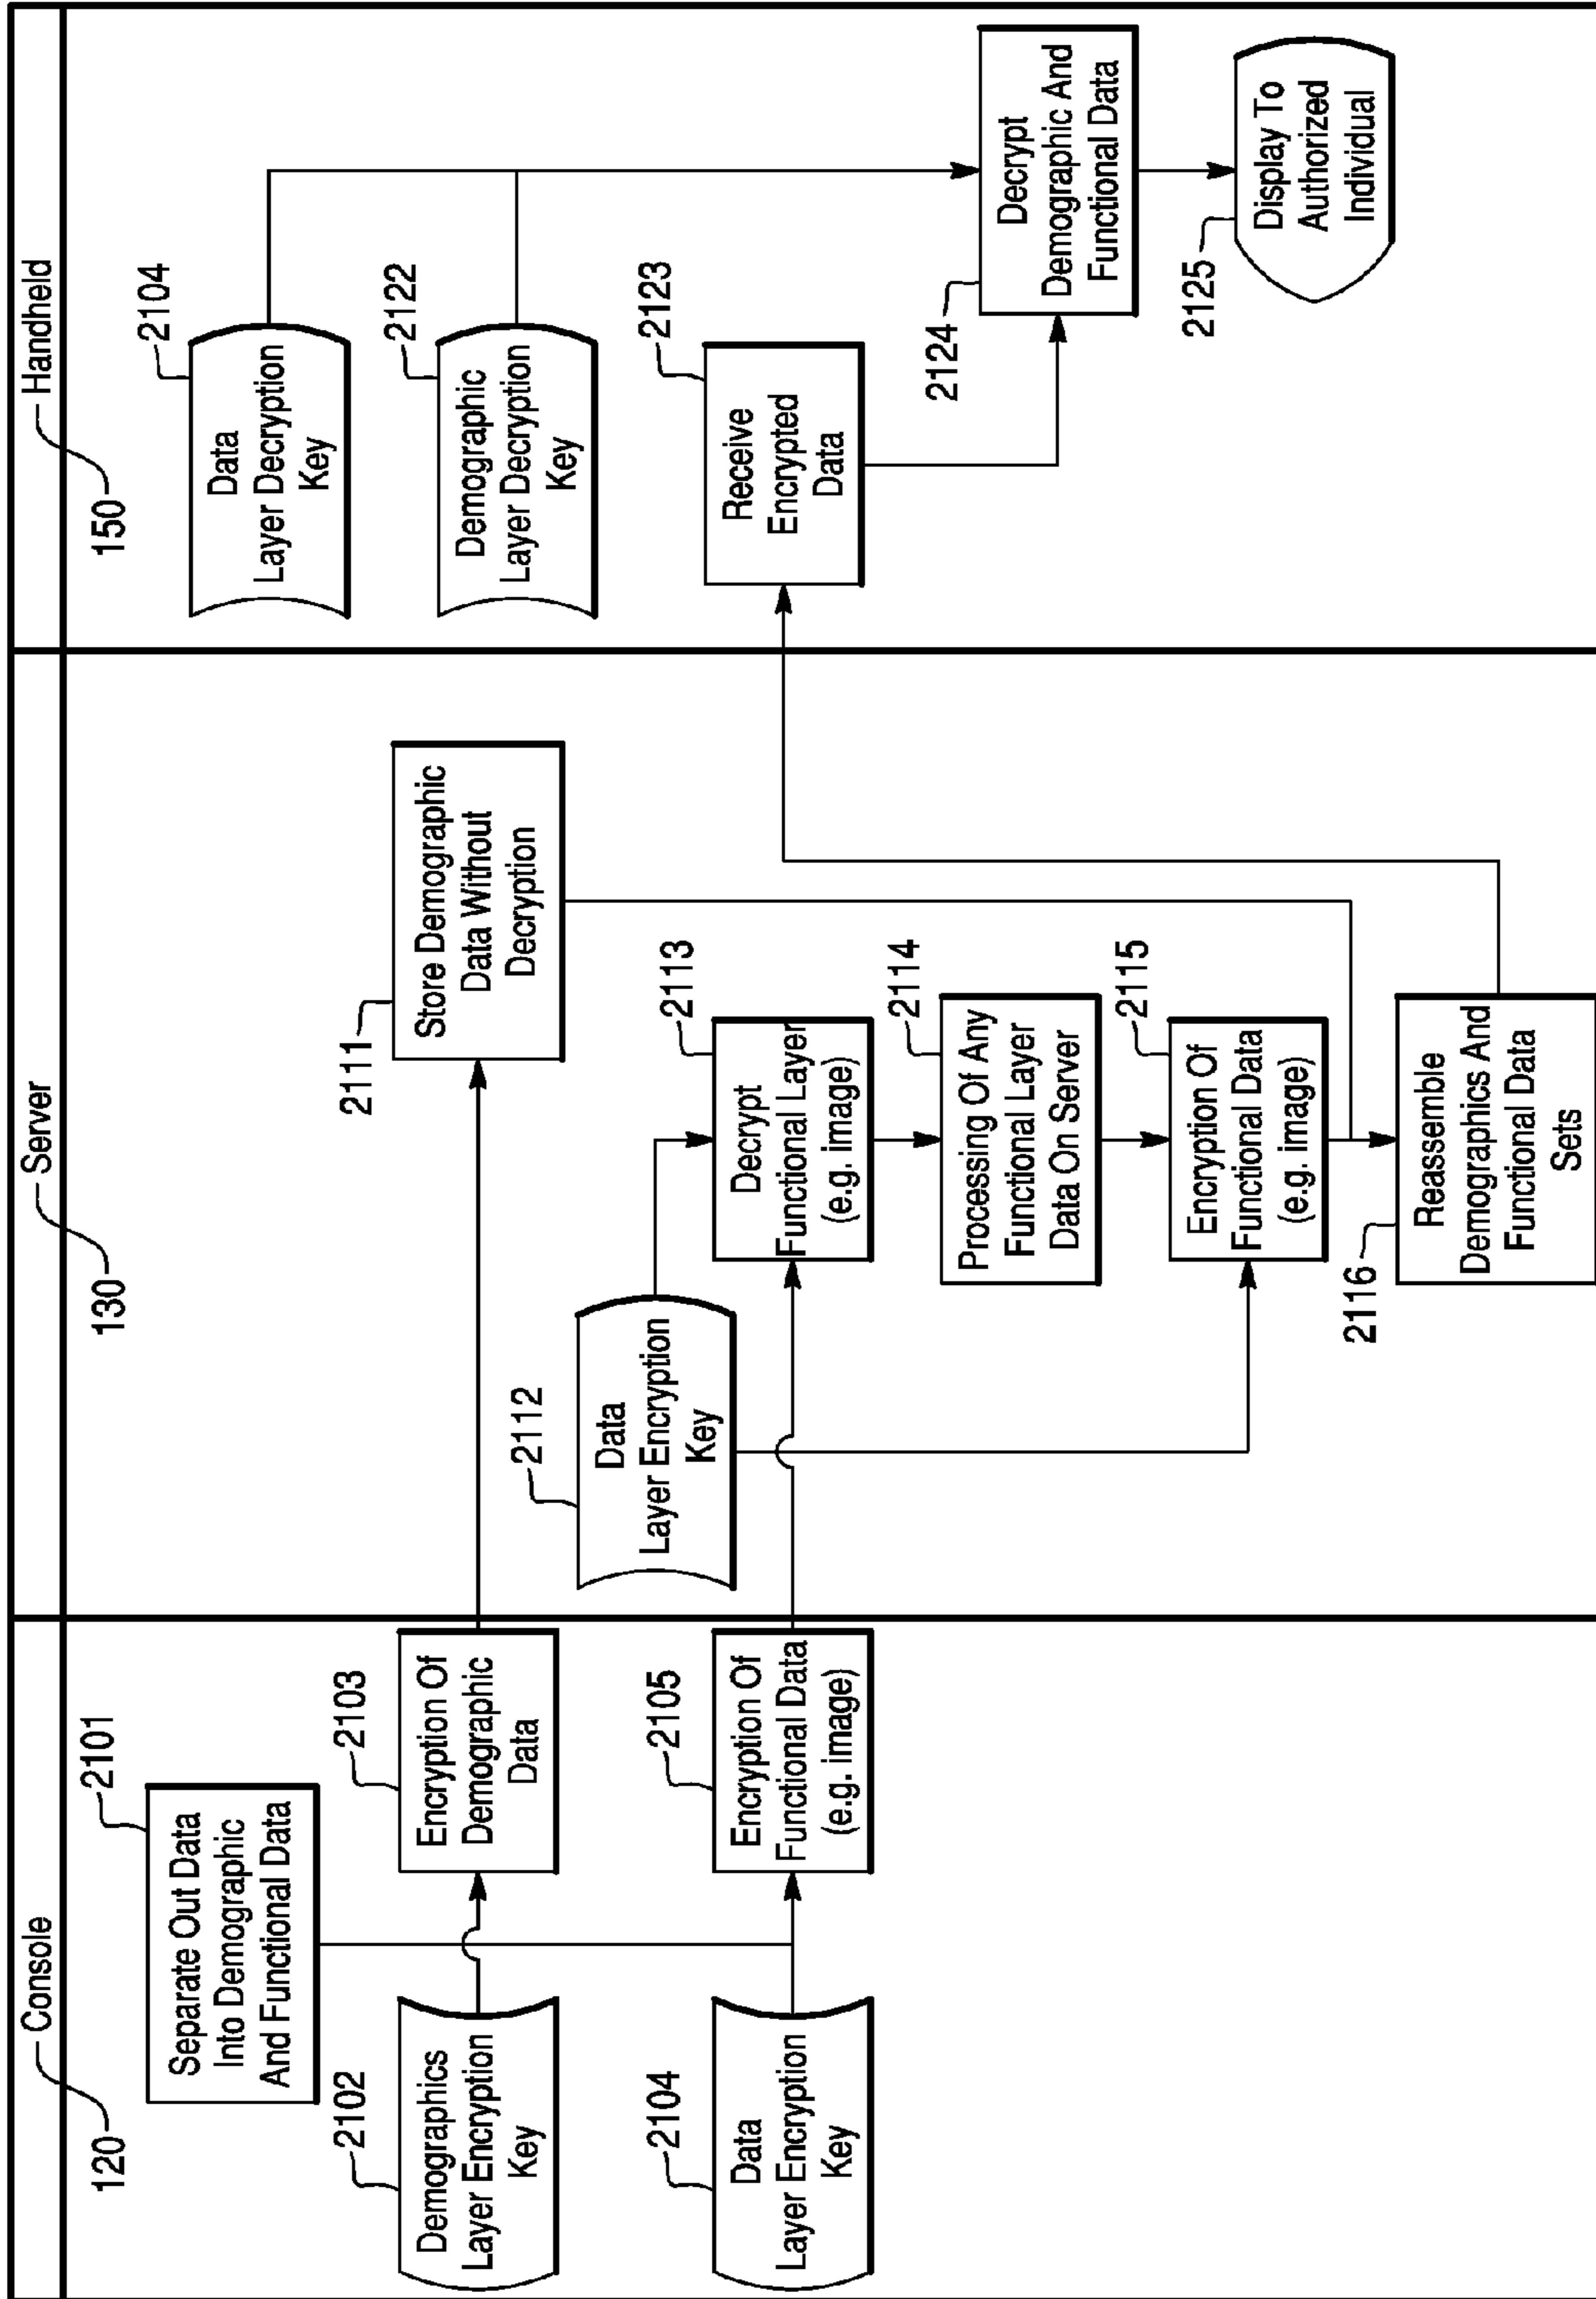 Console
Server
Handheld
120
130
150
2101
Separate Out Data
Into Demographic
And Functional Data
2102
Demographics
Layer Encryption
Key
2103
Encryption Of
Demographic
Data
2104
Data
Layer Encryption
Key
2105
Encryption Of
Functional Data
(e.g. image)
2111
Store Demographic
Data Without
Decryption
2112
Data
Layer Encryption
Key
2113
Decrypt
Functional Layer
(e.g. image)
2114
Processing Of Any
Functional Layer
Data On Server
2115
Encryption Of
Functional Data
(e.g. image)
2116
Reassemble
Demographics And
Functional Data
Sets
2104
Data
Layer Decryption
Key
2122
Demographic
Layer Decryption
Key
2123
Receive
Encrypted
Data
2124
Decrypt
Demographic And
Functional Data
2125
Display To
Authorized
Individual